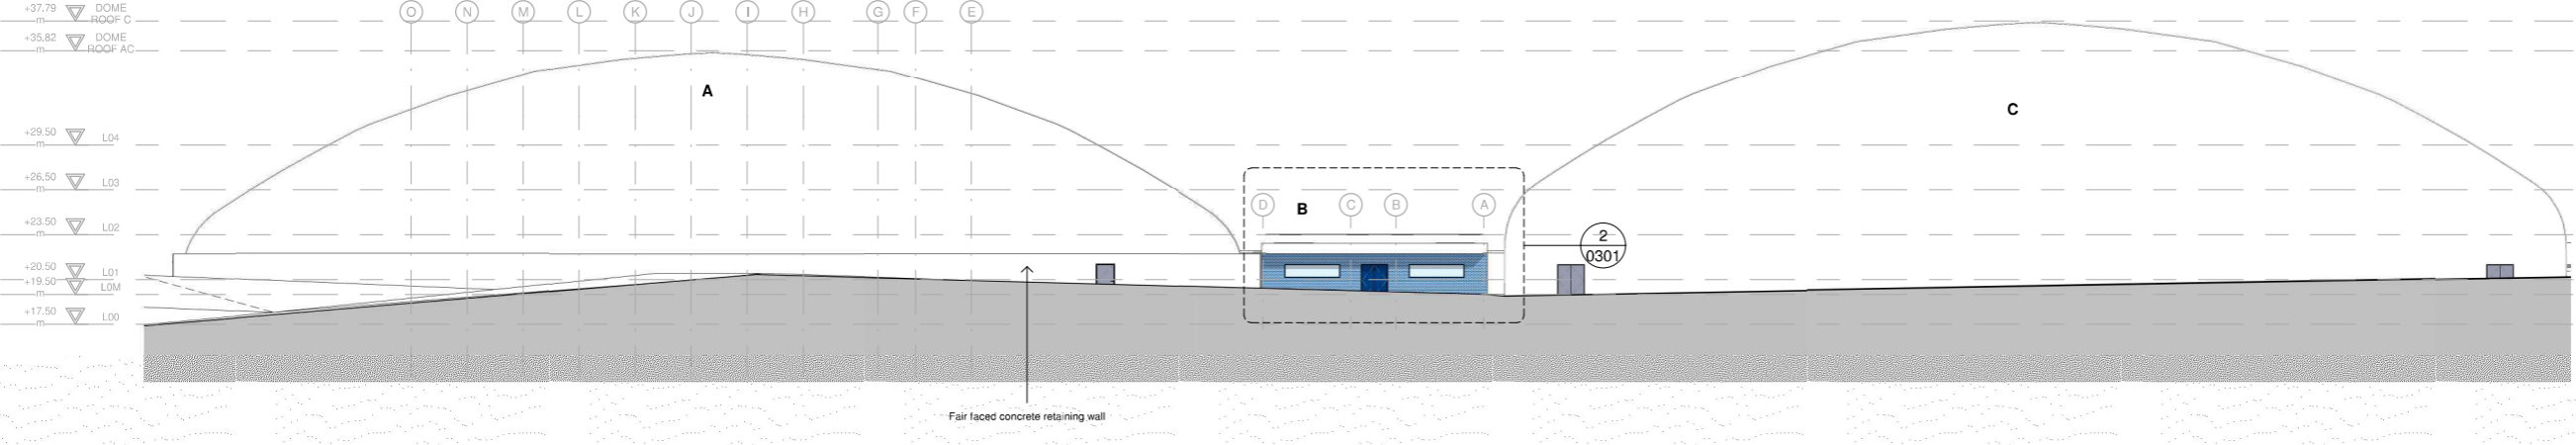 +37.79
m
DOME
ROOF C
O
N
M
L
K
J
I
H
G
F
E
+35.82
m
DOME
ROOF AC
A
C
+29.50
m
L04
+26.50
m
L03
D
B
C
B
A
+23.50
m
L02
2
0301
+20.50
m
L01
+19.50
m
L0M
+17.50
m
L00
Fair faced concrete retaining wall